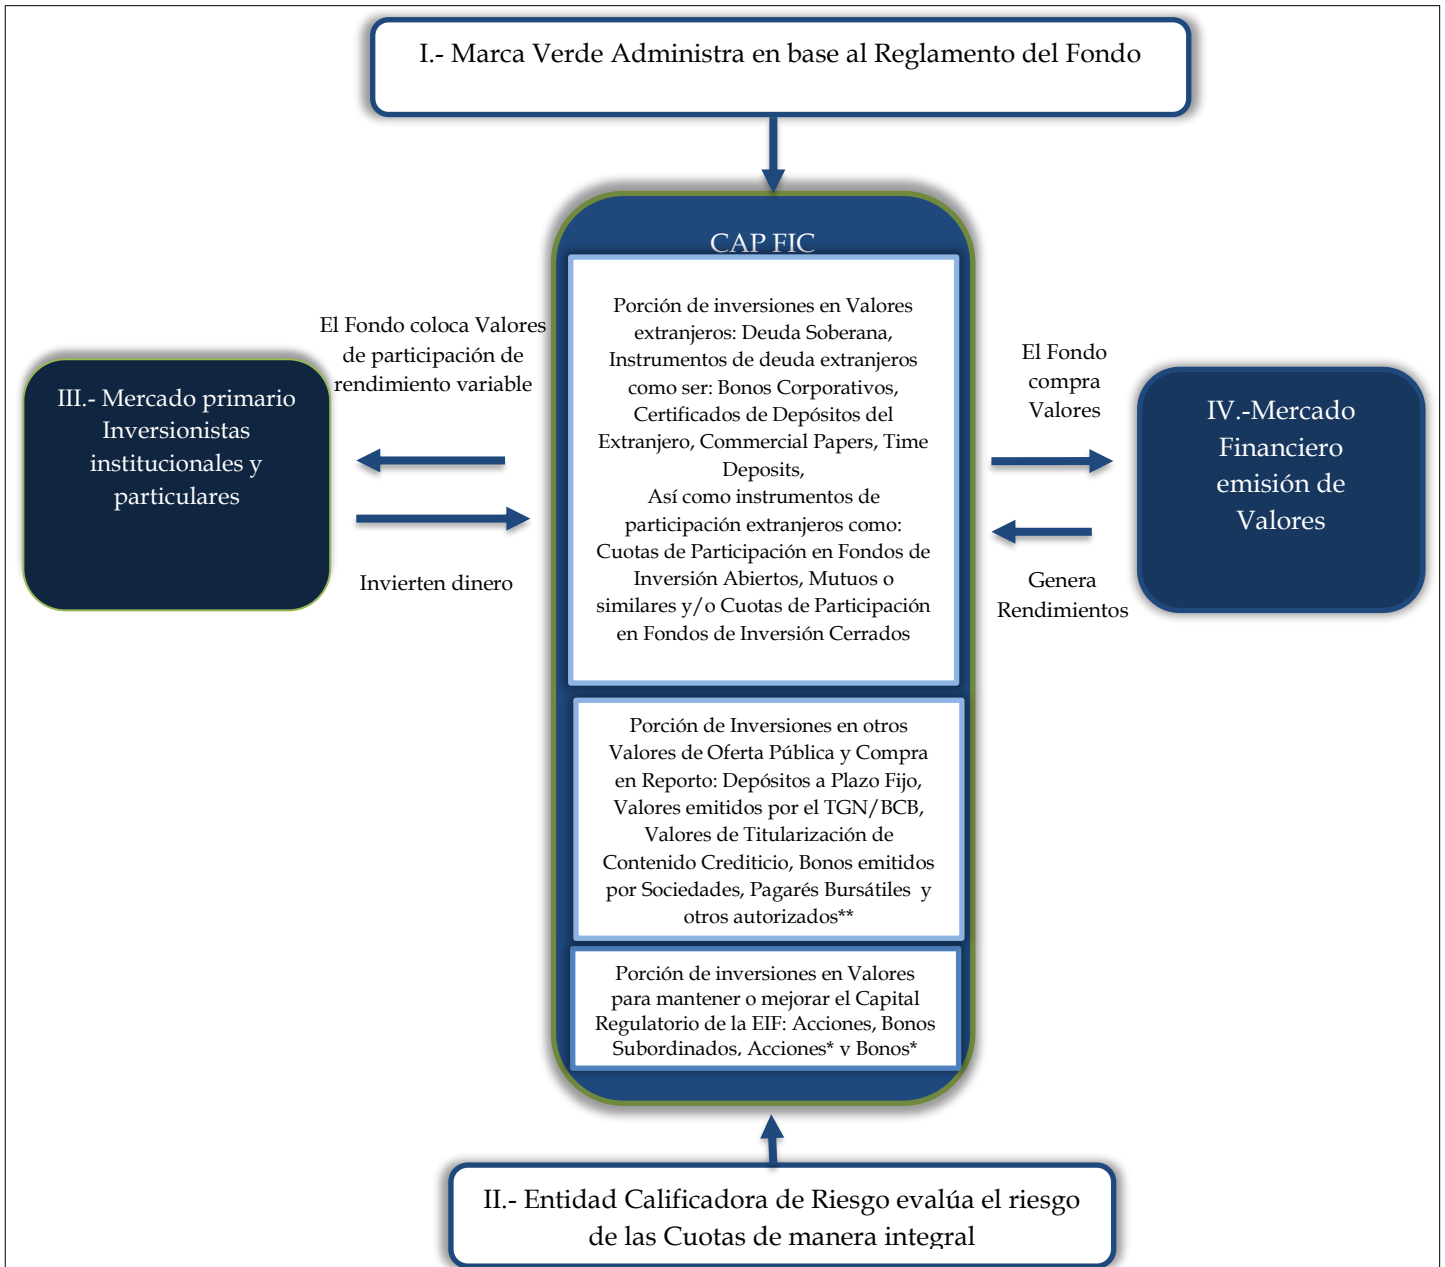 I.- Marca Verde Administra en base al Reglamento del Fondo
CAP FIC
Porción de inversiones en Valores
extranjeros: Deuda Soberana,
Instrumentos de deuda extranjeros
como ser: Bonos Corporativos,
Certificados de Depósitos del
Extranjero, Commercial Papers, Time
Deposits,
Así como instrumentos de
participación extranjeros como:
Cuotas de Participación en Fondos de
Inversión Abiertos, Mutuos o
similares y/o Cuotas de Participación
en Fondos de Inversión Cerrados
El Fondo coloca Valores
de participación de
rendimiento variable
III.- Mercado primario
Inversionistas
institucionales y
particulares
Invierten dinero
El Fondo
compra
Valores
IV.-Mercado
Financiero
emisión de
Valores
Genera
Rendimientos
Porción de Inversiones en otros
Valores de Oferta Pública y Compra
en Reporto: Depósitos a Plazo Fijo,
Valores emitidos por el TGN/BCB,
Valores de Titularización de
Contenido Crediticio, Bonos emitidos
por Sociedades, Pagarés Bursátiles y
otros autorizados**
Porción de inversiones en Valores
para mantener o mejorar el Capital
Regulatorio de la EIF: Acciones, Bonos
Subordinados, Acciones* y Bonos*
II.- Entidad Calificadora de Riesgo evalúa el riesgo
de las Cuotas de manera integral